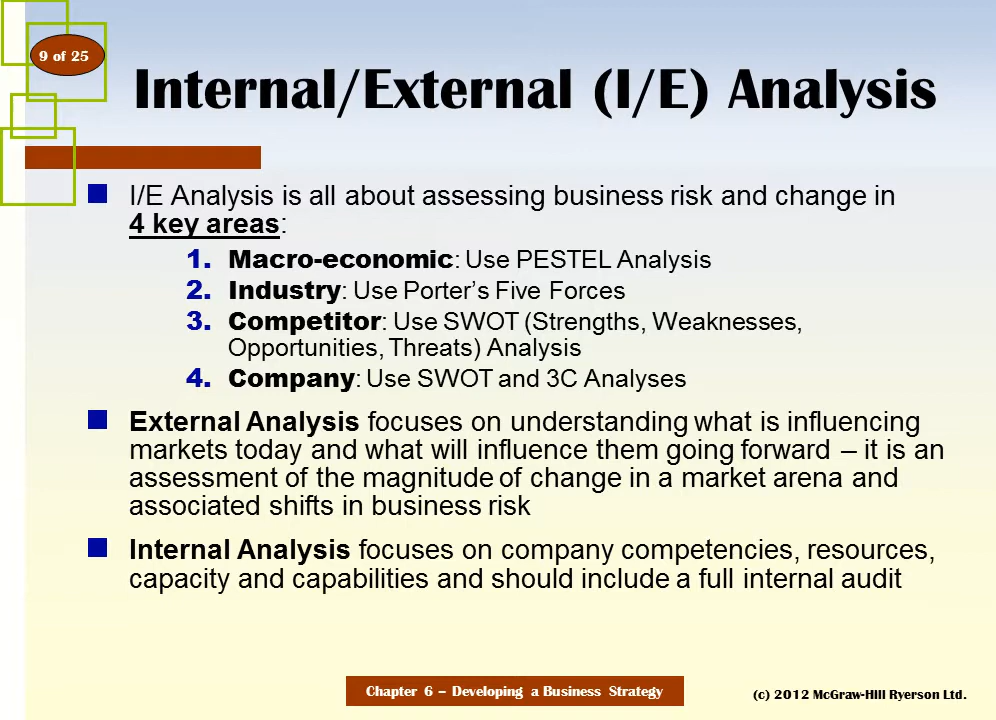 9 of 25
Internal/External (I/E) Analysis
I/E Analysis is all about assessing business risk and change in
4 key areas:
1. Macro-economic: Use PESTEL Analysis
2. Industry: Use Porter’s Five Forces
3. Competitor: Use SWOT (Strengths, Weaknesses,
Opportunities, Threats) Analysis
4. Company: Use SWOT and 3C Analyses
External Analysis focuses on understanding what is influencing
markets today and what will influence them going forward – it is an
assessment of the magnitude of change in a market arena and
associated shifts in business risk
Internal Analysis focuses on company competencies, resources,
capacity and capabilities and should include a full internal audit
Chapter 6 – Developing a Business Strategy
(c) 2012 McGraw-Hill Ryerson Ltd.